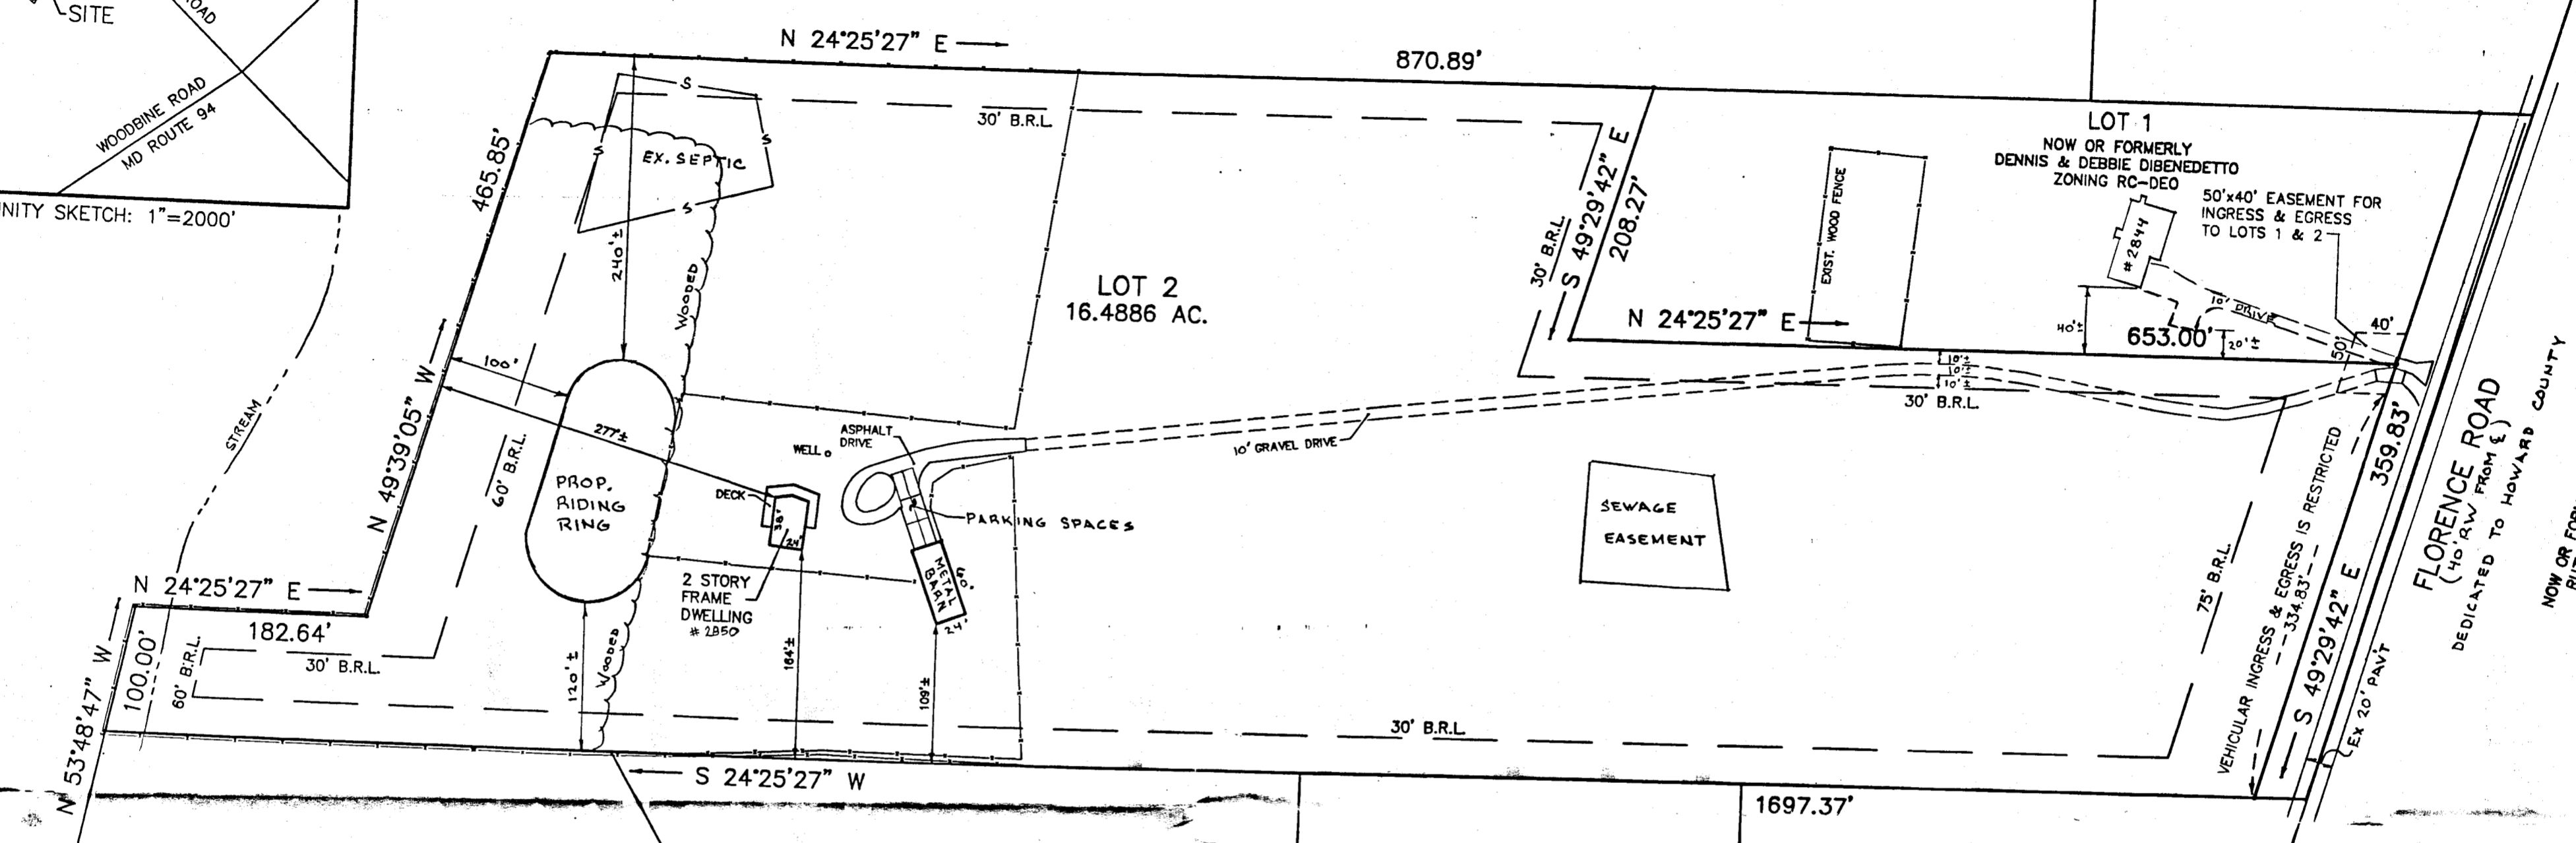 SITE
WOODBINE ROAD
MD ROUTE 94
NITY SKETCH: 1"=2000'
STREAM
N 24°25'27" E
870.89'
30' B.R.L.
465.85'
EX. SEPTIC
S
S
S
S
240'±
WOODED
LOT 2
16.4886 AC.
30' B.R.L.
S 49°29'42" E
208.27'
EXIST. WOOD FENCE
LOT 1
NOW OR FORMERLY
DENNIS & DEBBIE DIBENEDETTO
ZONING RC-DEO
50'x40' EASEMENT FOR
INGRESS & EGRESS
TO LOTS 1 & 2
#2844
10' DRIVE
40'±
20'±
40'
50'
N 24°25'27" E
653.00'
10'±
10'±
10'±
30' B.R.L.
100'
277'±
N 49°39'05" W
60' B.R.L.
PROP.
RIDING
RING
WELL
ASPHALT
DRIVE
10' GRAVEL DRIVE
DECK
38'
24'
PARKING SPACES
METAL
BARN
60'
24'
2 STORY
FRAME
DWELLING
#2850
SEWAGE
EASEMENT
N 24°25'27" E
182.64'
30' B.R.L.
60' B.R.L.
100.00'
N 53°48'47" W
120'±
WOODED
164'±
109'±
30' B.R.L.
S 24°25'27" W
1697.37'
75' B.R.L.
VEHICULAR INGRESS & EGRESS IS RESTRICTED
334.83'
359.83'
S 49°29'42" E
EX 20' PAV'T
FLORENCE ROAD
(40' RW FROM ℄)
DEDICATED TO HOWARD COUNTY
NOW OR